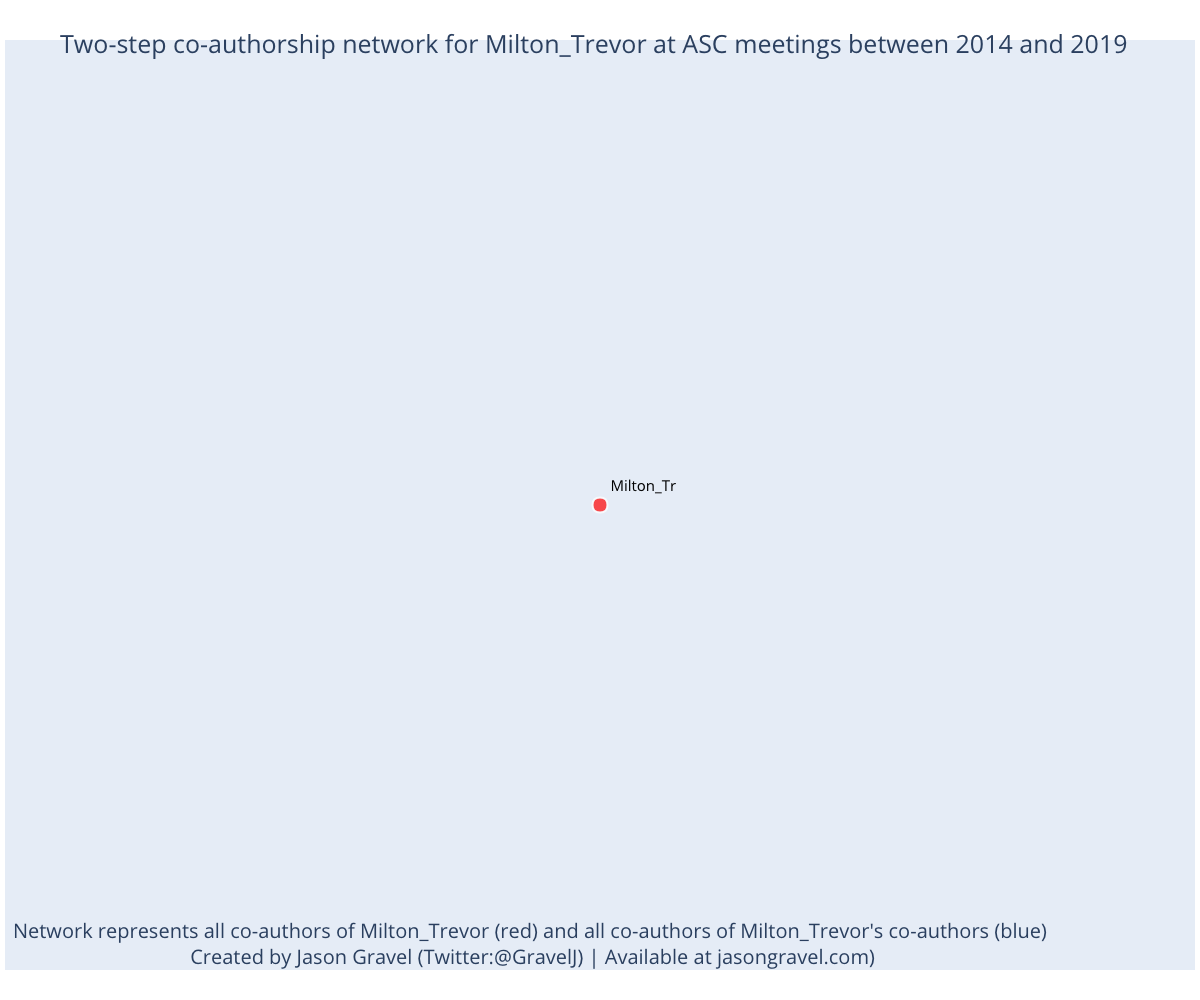 Two-step co-authorship network for Milton_Trevor at ASC meetings between 2014 and 2019
Milton_Tr
Network represents all co-authors of Milton_Trevor (red) and all co-authors of Milton_Trevor's co-authors (blue)
Created by Jason Gravel (Twitter:@GravelJ) | Available at jasongravel.com)